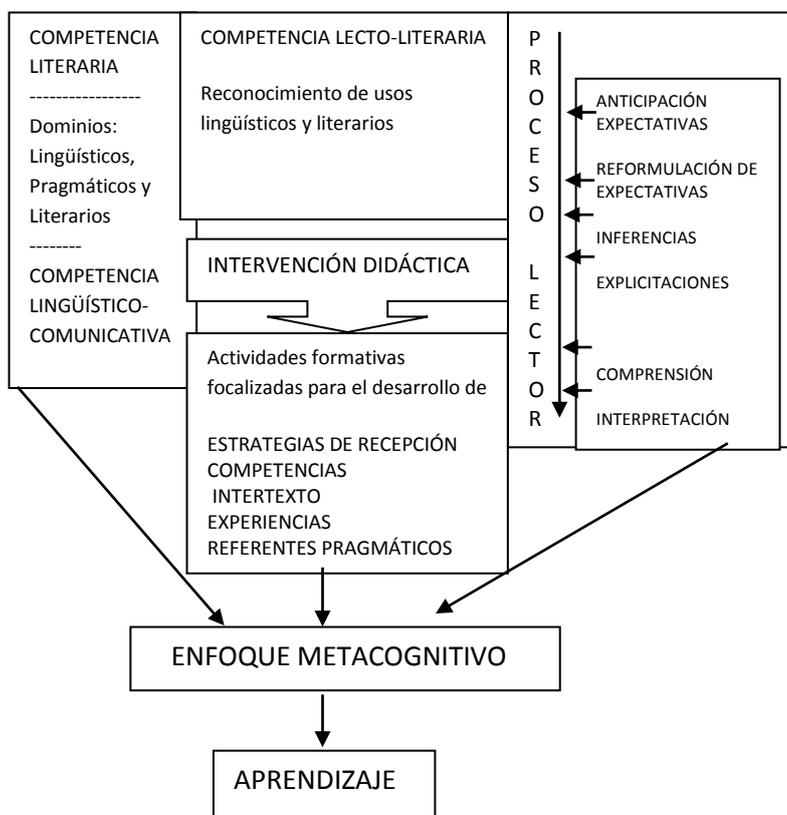 COMPETENCIA
LITERARIA
-----------------
Dominios:
Lingüísticos,
Pragmáticos y
Literarios
--------
COMPETENCIA
LINGÜÍSTICO-
COMUNICATIVA
COMPETENCIA LECTO-LITERARIA
Reconocimiento de usos
lingüísticos y literarios
INTERVENCIÓN DIDÁCTICA
Actividades formativas
focalizadas para el desarrollo de
ESTRATEGIAS DE RECEPCIÓN
COMPETENCIAS
INTERTEXTO
EXPERIENCIAS
REFERENTES PRAGMÁTICOS
P
R
O
C
E
S
O
L
E
C
T
O
R
ANTICIPACIÓN
EXPECTATIVAS
REFORMULACIÓN DE
EXPECTATIVAS
INFERENCIAS
EXPLICITACIONES
COMPRENSIÓN
INTERPRETACIÓN
ENFOQUE METACOGNITIVO
APRENDIZAJE